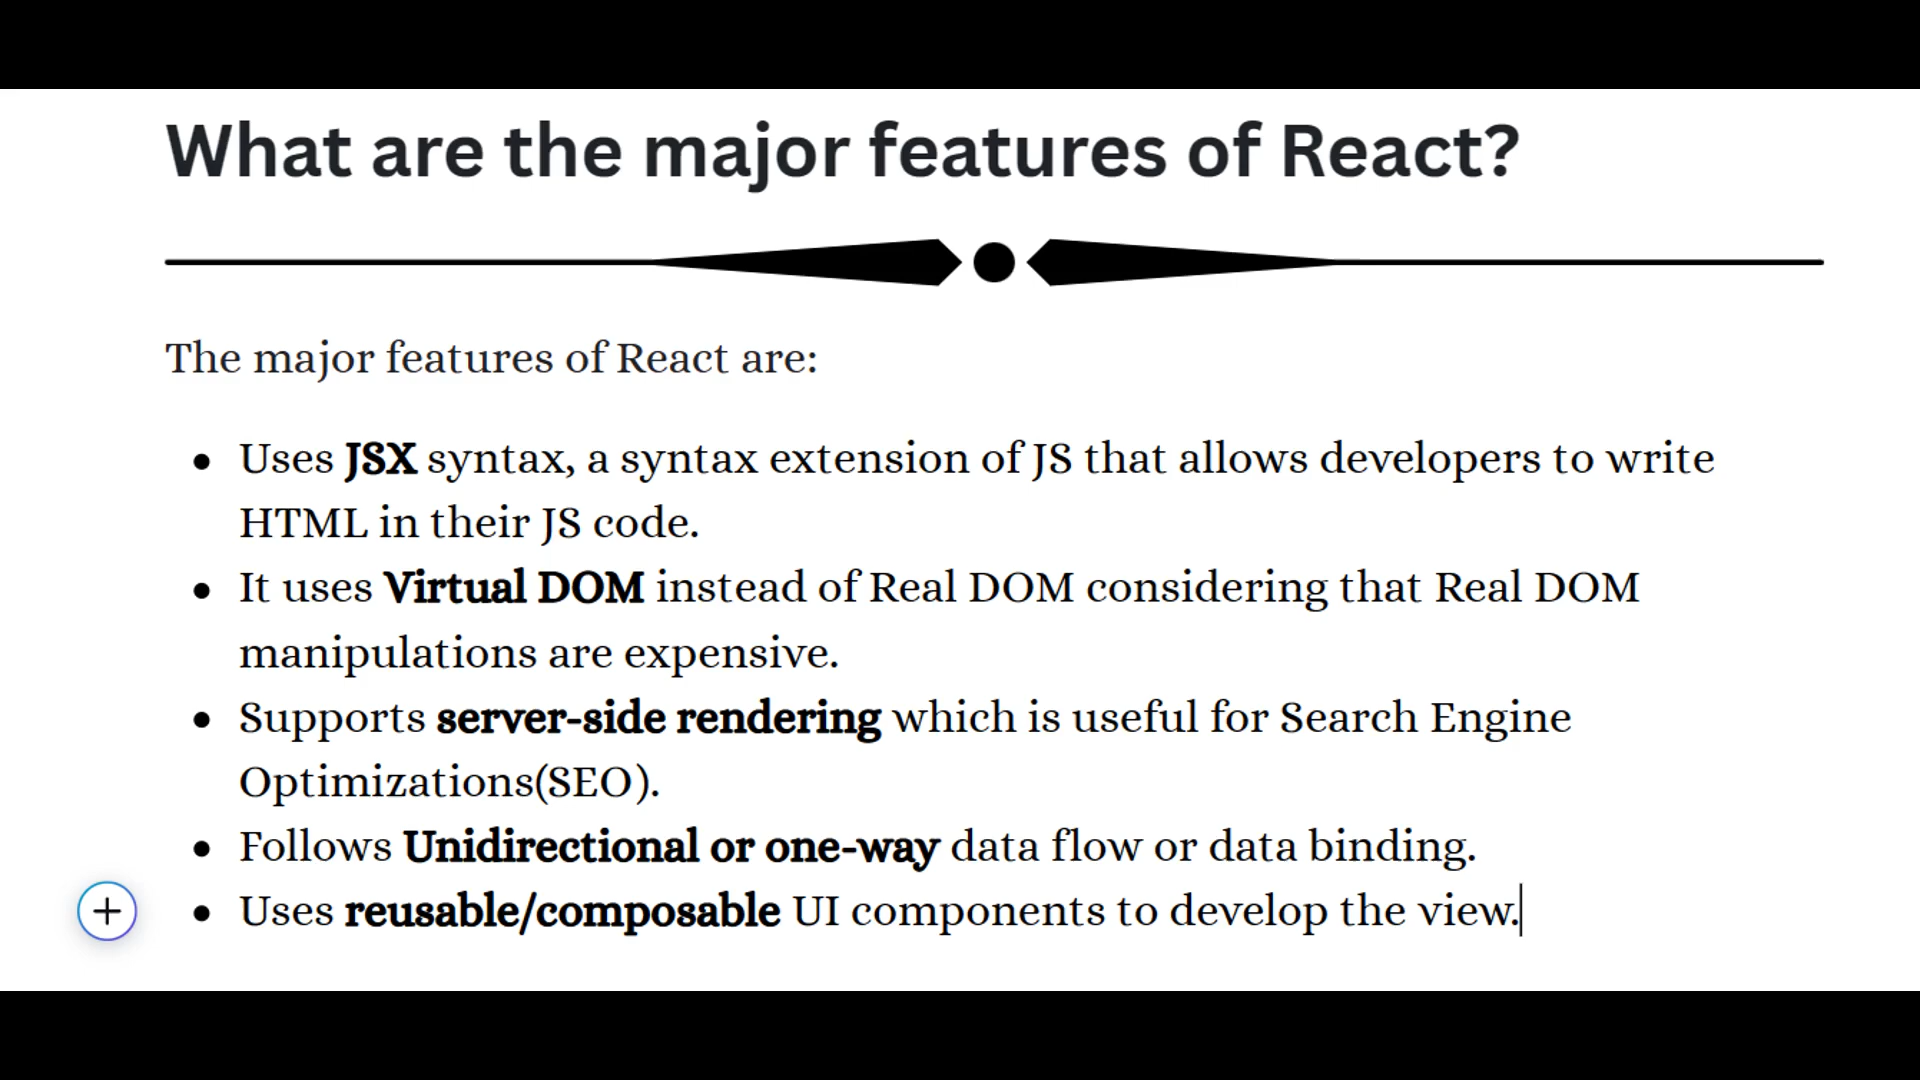 What are the major features of React?
The major features of React are:
• Uses JSX syntax, a syntax extension of JS that allows developers to write
HTML in their JS code.
• It uses Virtual DOM instead of Real DOM considering that Real DOM
manipulations are expensive.
• Supports server-side rendering which is useful for Search Engine
Optimizations(SEO).
• Follows Unidirectional or one-way data flow or data binding.
• Uses reusable/composable UI components to develop the view.